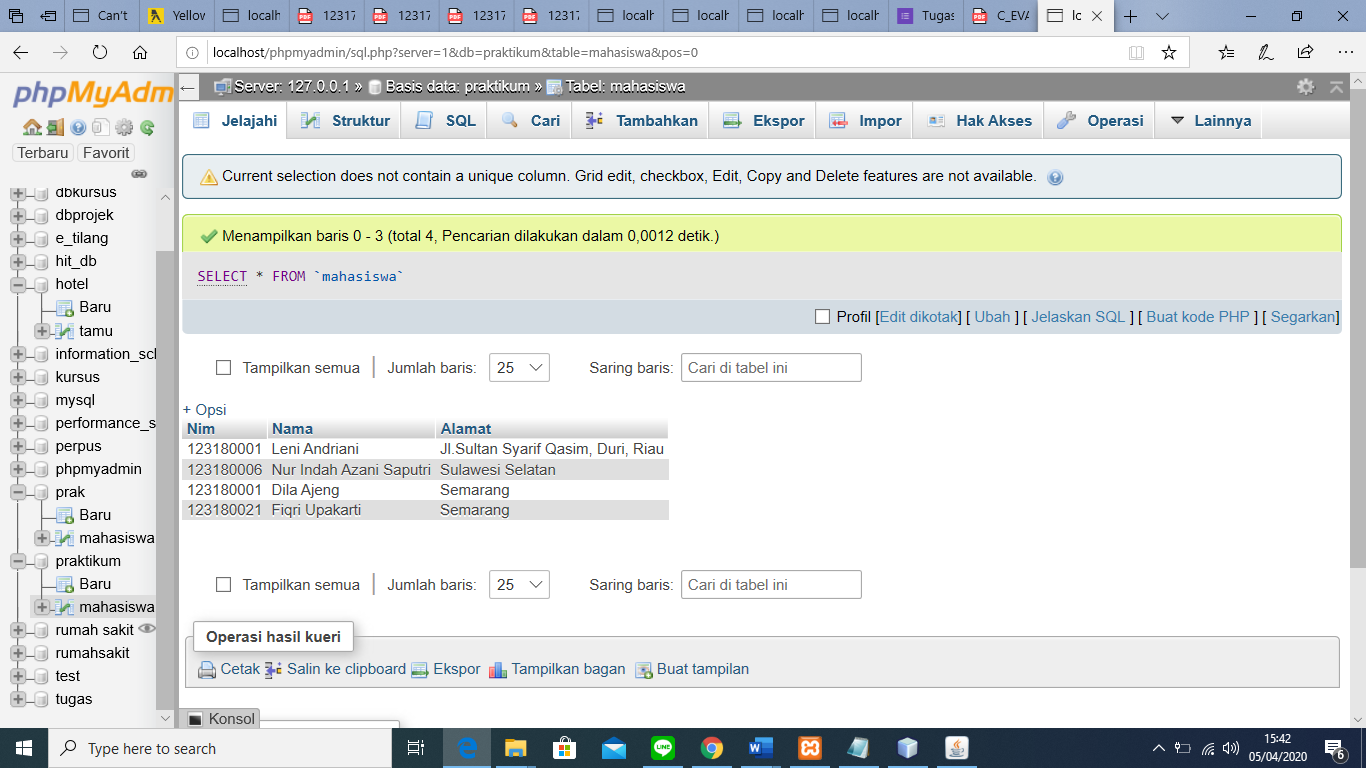 Can't
Yellov
localh
12317
12317
12317
12317
localh
localh
localh
localh
Tugas
C_EVA
lc
localhost/phpmyadmin/sql.php?server=1&db=praktikum&table=mahasiswa&pos=0
phpMyAdm
Terbaru
Favorit
dbkursus
dbprojek
e_tilang
hit_db
hotel
Baru
tamu
information_scl
kursus
mysql
performance_s
perpus
phpmyadmin
prak
Baru
mahasiswa
praktikum
Baru
mahasiswa
rumah sakit
rumahsakit
test
tugas
Server: 127.0.0.1 » Basis data: praktikum » Tabel: mahasiswa
Jelajahi Struktur SQL Cari Tambahkan Ekspor Impor Hak Akses Operasi Lainnya
Current selection does not contain a unique column. Grid edit, checkbox, Edit, Copy and Delete features are not available.
Menampilkan baris 0 - 3 (total 4, Pencarian dilakukan dalam 0,0012 detik.)
SELECT * FROM `mahasiswa`
Profil [Edit dikotak] [ Ubah ] [ Jelaskan SQL ] [ Buat kode PHP ] [ Segarkan]
Tampilkan semua | Jumlah baris: 25 Saring baris: Cari di tabel ini
+ Opsi
Nim Nama Alamat
123180001 Leni Andriani Jl.Sultan Syarif Qasim, Duri, Riau
123180006 Nur Indah Azani Saputri Sulawesi Selatan
123180001 Dila Ajeng Semarang
123180021 Fiqri Upakarti Semarang
Tampilkan semua | Jumlah baris: 25 Saring baris: Cari di tabel ini
Operasi hasil kueri
Cetak Salin ke clipboard Ekspor Tampilkan bagan Buat tampilan
Konsol
Type here to search
15:42
05/04/2020
6